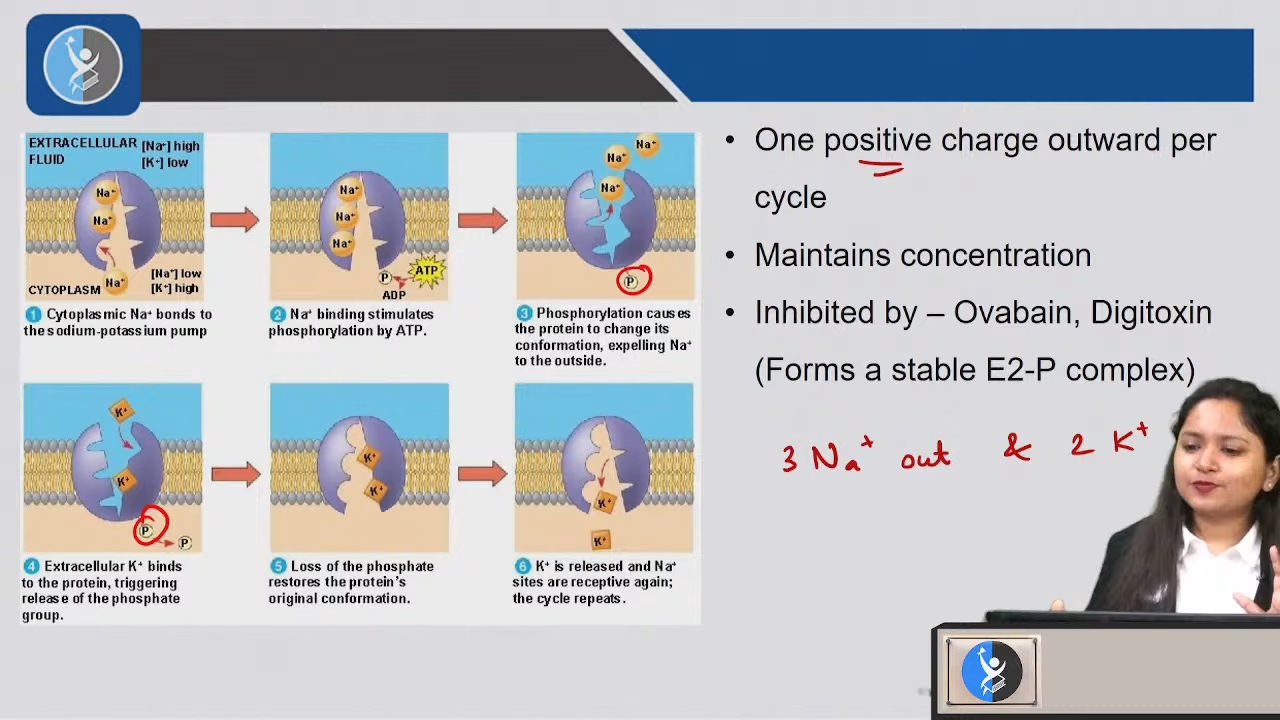 EXTRACELLULAR FLUID
[Na⁺] high
[K⁺] low
Na⁺
Na⁺
Na⁺
CYTOPLASM
[Na⁺] low
[K⁺] high
1 Cytoplasmic Na⁺ bonds to
the sodium-potassium pump
Na⁺
Na⁺
Na⁺
P
ATP
ADP
2 Na⁺ binding stimulates
phosphorylation by ATP.
Na⁺
Na⁺
Na⁺
P
3 Phosphorylation causes
the protein to change its
conformation, expelling Na⁺
to the outside.
K⁺
K⁺
P
P
4 Extracellular K⁺ binds
to the protein, triggering
release of the phosphate
group.
K⁺
K⁺
5 Loss of the phosphate
restores the protein's
original conformation.
K⁺
K⁺
6 K⁺ is released and Na⁺
sites are receptive again;
the cycle repeats.
• One positive charge outward per
cycle
• Maintains concentration
• Inhibited by – Ovabain, Digitoxin
(Forms a stable E2-P complex)
3 Na⁺ out & 2 K⁺